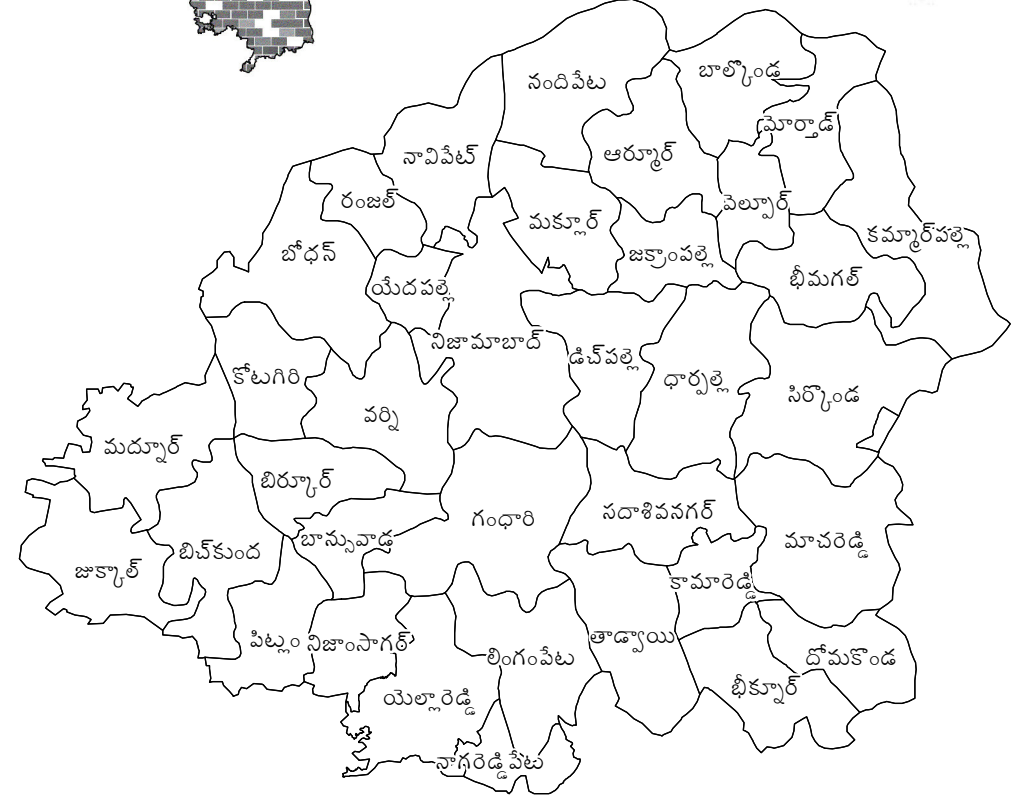 బాల్కొండ
నందిపేట
మోర్తాడ్
ఆర్మూర్
నావిపేట్
రంజల్
వెల్పూర్
మక్లూర్
కమ్మార్‌పల్లె
బోధన్
జక్రాంపల్లె
భీమగల్
యేదపల్లె
నిజామాబాద్
డిచ్‌పల్లె
కోటగిరి
ధార్పల్లె
సిర్కొండ
వర్ని
మద్నూర్
బిర్కూర్
సదాశివనగర్
గంధారి
బాన్సువాడ
మాచరెడ్డి
బిచ్‌కుంద
జుక్కాల్
కామారెడ్డి
తాడ్వాయి
పిట్లం
నిజాంసాగర్
లింగంపేట
దోమకొండ
భీక్నూర్
యెల్లారెడ్డి
నాగరెడ్డిపేట